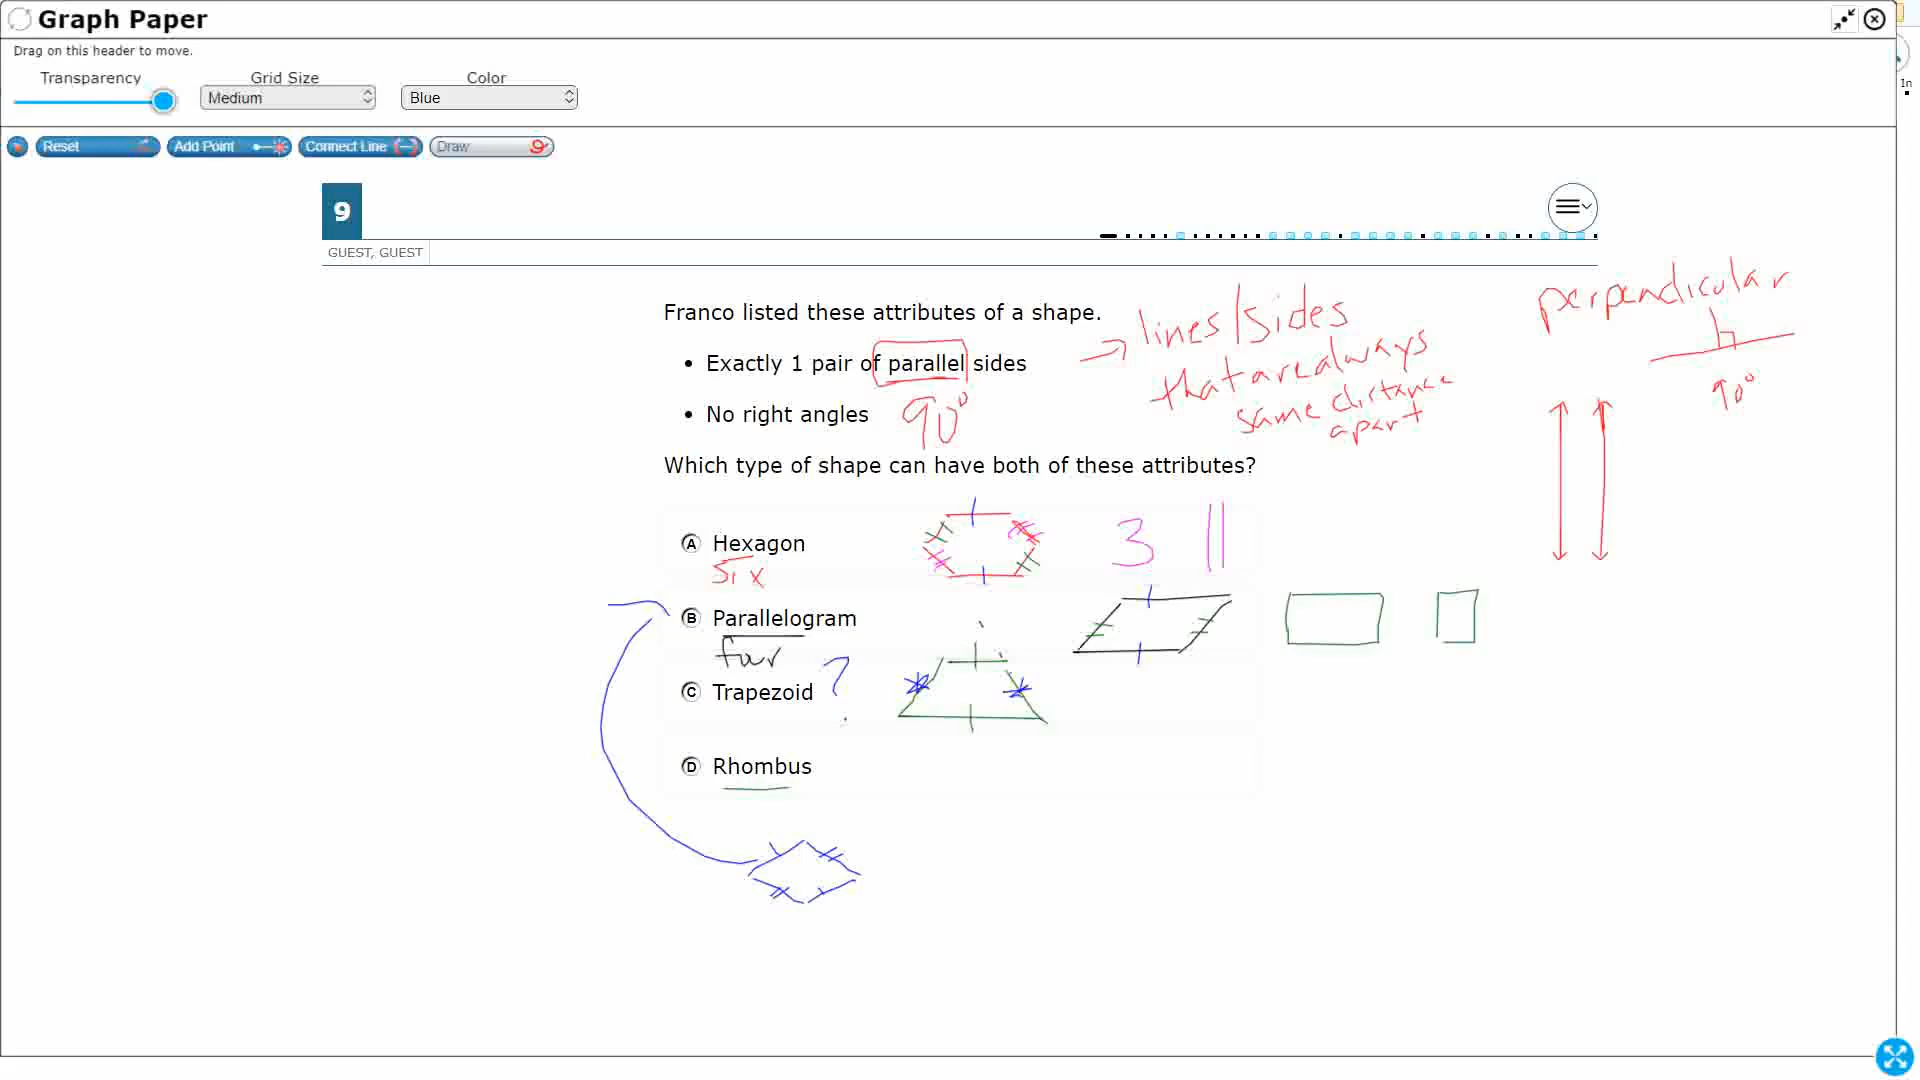 Graph Paper
Drag on this header to move.
Transparency
Grid Size
Color
Medium
Blue
Reset
Add Point
Connect Line
Draw
In
9
GUEST, GUEST
perpendicular
90°
Franco listed these attributes of a shape.
lines/sides
that are always
same distance
apart
• Exactly 1 pair of parallel sides
• No right angles
90°
Which type of shape can have both of these attributes?
A Hexagon
six
3 ||
B Parallelogram
four
C Trapezoid ?
D Rhombus